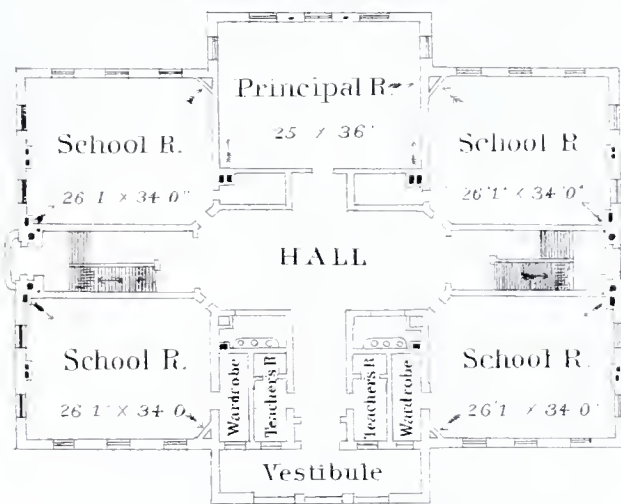 Principal R.
25 × 36'
School R.
26 1 × 34 0"
School R
26'1" × 34'0"
HALL
School R.
26 1" × 34 0
School R.
26'1 × 34 0"
Wardrobe
Teachers R
Teachers R
Wardrobe
Vestibule